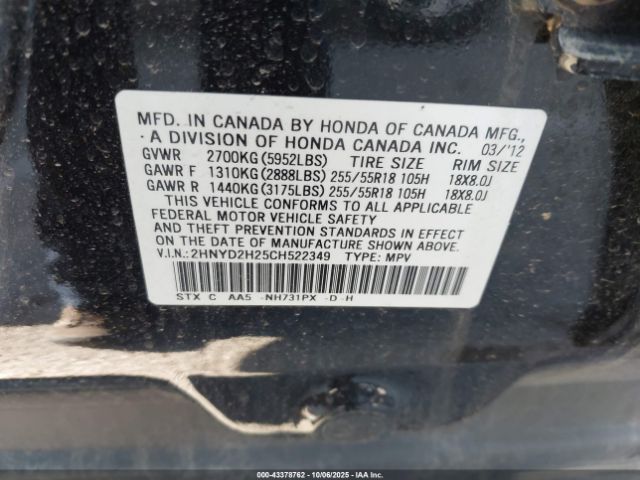 MFD. IN CANADA BY HONDA OF CANADA MFG.,
A DIVISION OF HONDA CANADA INC. 03/'12
GVWR 2700KG(5952LBS) TIRE SIZE RIM SIZE
GAWR F 1310KG(2888LBS) 255/55R18 105H 18X8.0J
GAWR R 1440KG(3175LBS) 255/55R18 105H 18X8.0J
THIS VEHICLE CONFORMS TO ALL APPLICABLE
FEDERAL MOTOR VEHICLE SAFETY
AND THEFT PREVENTION STANDARDS IN EFFECT
ON THE DATE OF MANUFACTURE SHOWN ABOVE.
V.I.N.: 2HNYD2H25CH522349 TYPE: MPV
STX C AA5 -NH731PX -D-H
000-43378762 | 10/06/2025 | IAA Inc.